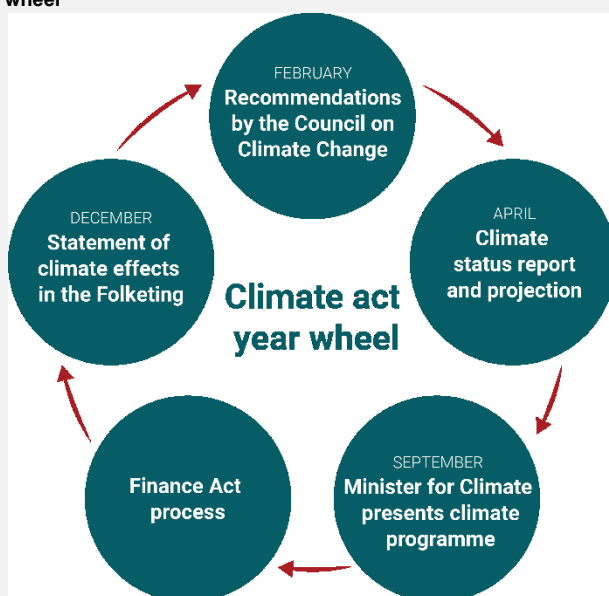 wheel
FEBRUARY
Recommendations
by the Council on
Climate Change
APRIL
Climate
status report
and projection
SEPTEMBER
Minister for Climate
presents climate
programme
Finance Act
process
DECEMBER
Statement of
climate effects
in the Folketing
Climate act
year wheel